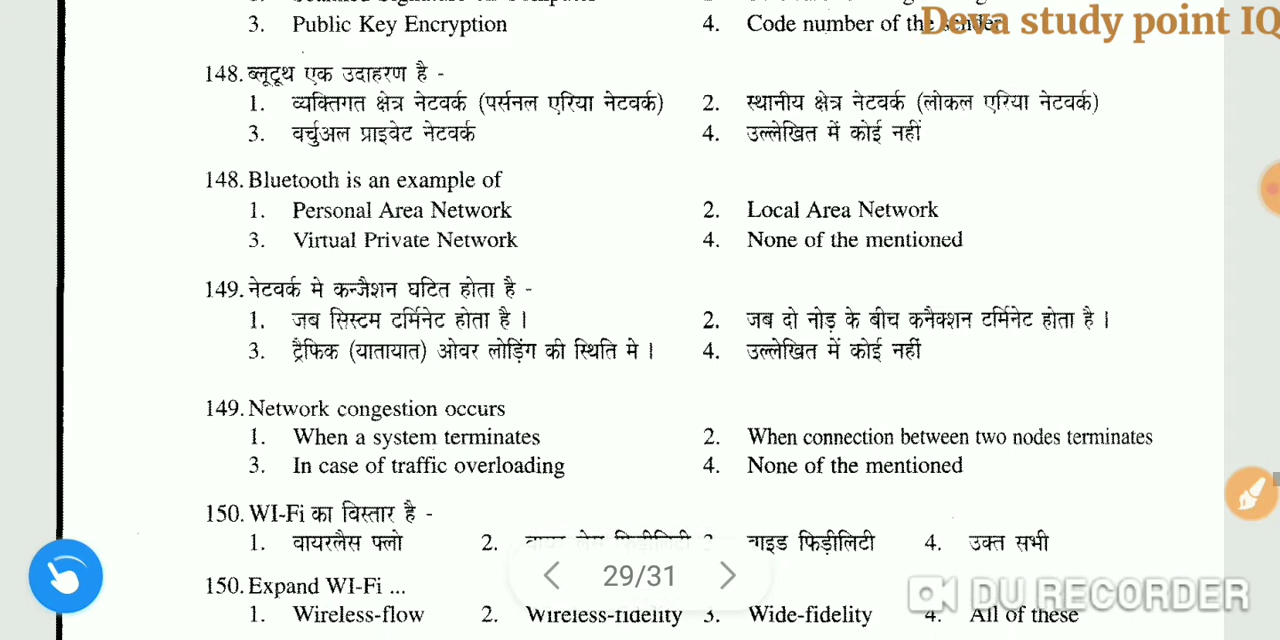 Deva study point IQ
3. Public Key Encryption 4. Code number of the sender
148. ब्लूटूथ एक उदाहरण है -
1. व्यक्तिगत क्षेत्र नेटवर्क (पर्सनल एरिया नेटवर्क) 2. स्थानीय क्षेत्र नेटवर्क (लोकल एरिया नेटवर्क)
3. वर्चुअल प्राइवेट नेटवर्क 4. उल्लेखित में कोई नहीं
148. Bluetooth is an example of
1. Personal Area Network 2. Local Area Network
3. Virtual Private Network 4. None of the mentioned
149. नेटवर्क मे कन्जैशन घटित होता है -
1. जब सिस्टम टर्मिनेट होता है । 2. जब दो नोड़ के बीच कनैक्शन टर्मिनेट होता है ।
3. ट्रैफिक (यातायात) ओवर लोड़िंग की स्थिति मे । 4. उल्लेखित में कोई नहीं
149. Network congestion occurs
1. When a system terminates 2. When connection between two nodes terminates
3. In case of traffic overloading 4. None of the mentioned
150. WI-Fi का विस्तार है -
1. वायरलैस फ्लो 2. 3 वाइड फिड़ीलिटी 4. उक्त सभी
29/31
150. Expand WI-Fi ...
1. Wireless-flow 2. Wireless-fidelity 3. Wide-fidelity 4. All of these
DU RECORDER